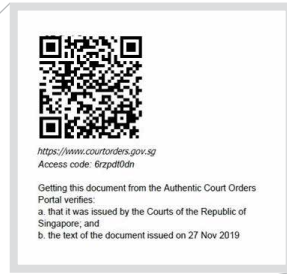 https://www.courtorders.gov.sg
Access code: 6rzpdt0dn
Getting this document from the Authentic Court Orders
Portal verifies:
a. that it was issued by the Courts of the Republic of
Singapore; and
b. the text of the document issued on 27 Nov 2019